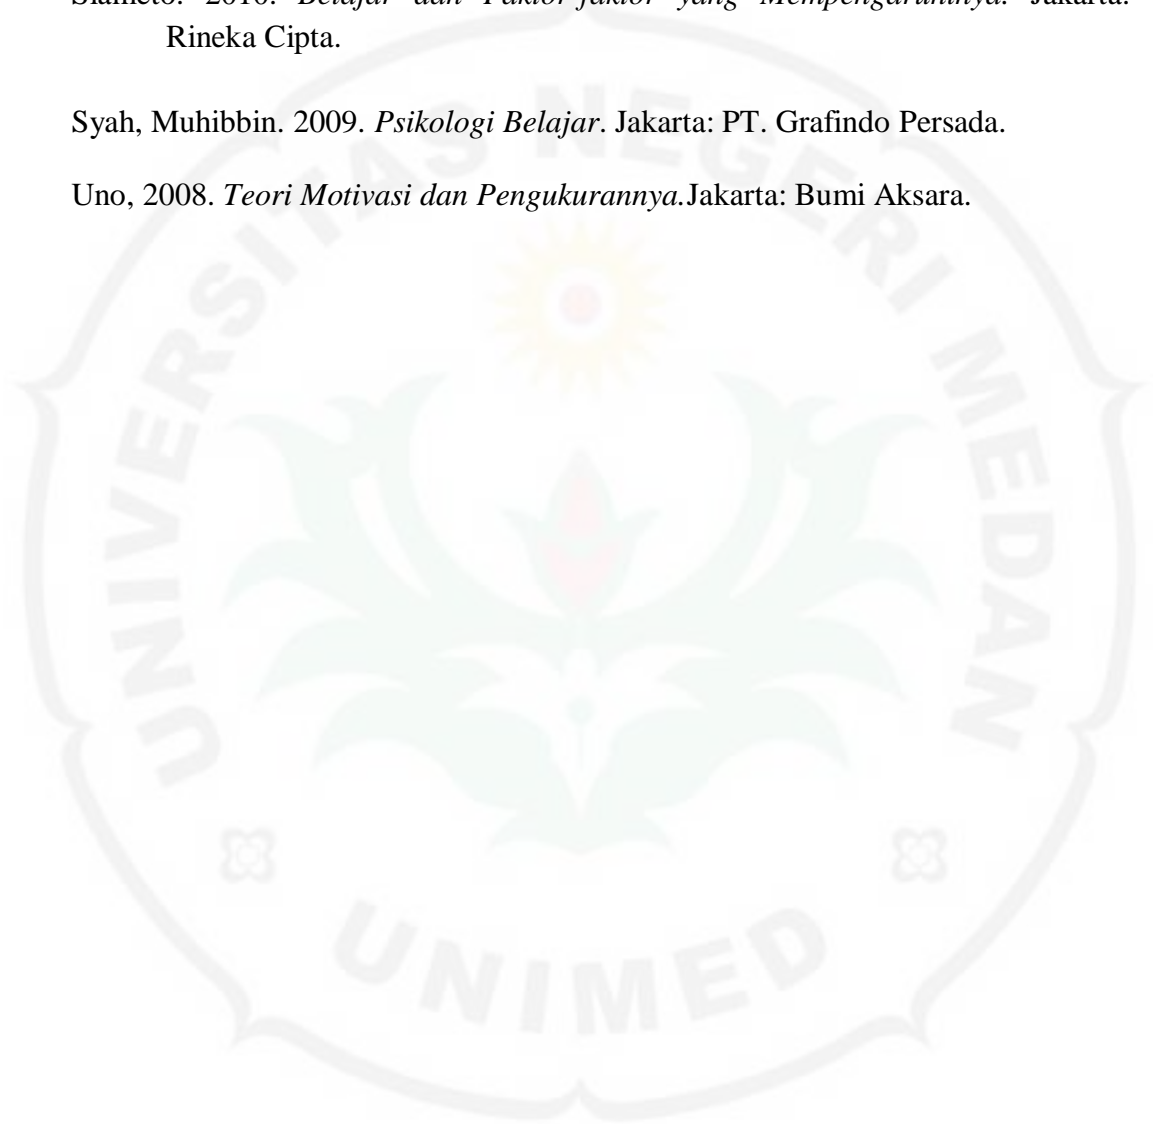 Slameto. 2010. Belajar dan Faktor-faktor yang Mempengaruhinya. Jakarta:
Rineka Cipta.
Syah, Muhibbin. 2009. Psikologi Belajar. Jakarta: PT. Grafindo Persada.
Uno, 2008. Teori Motivasi dan Pengukurannya.Jakarta: Bumi Aksara.
UNIVERSITAS NEGERI MEDAN
UNIMED